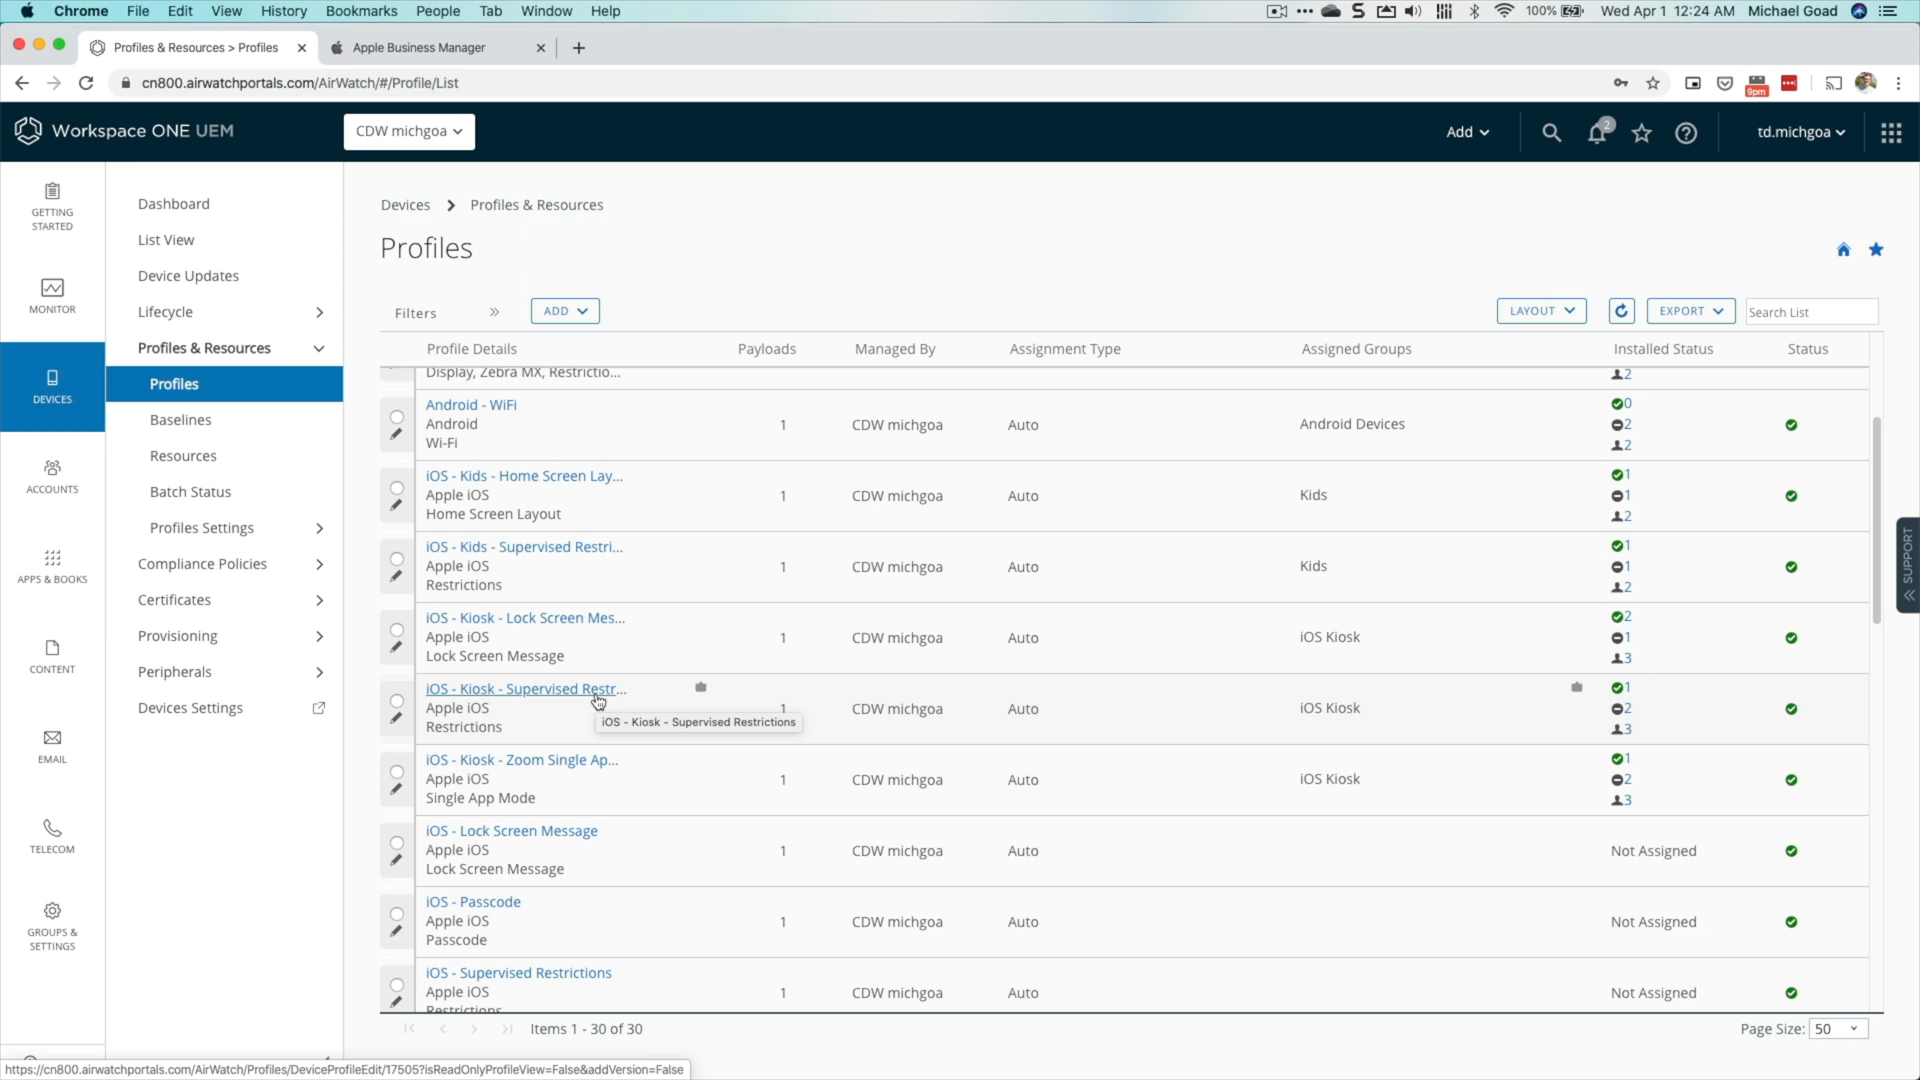 Chrome File Edit View History Bookmarks People Tab Window Help 100% Wed Apr 1 12:24 AM Michael Goad
Profiles & Resources > Profiles Apple Business Manager
cn800.airwatchportals.com/AirWatch/#/Profile/List 9pm
Workspace ONE UEM CDW michgoa Add 2 td.michgoa
GETTING STARTED
MONITOR
DEVICES
ACCOUNTS
APPS & BOOKS
CONTENT
EMAIL
TELECOM
GROUPS & SETTINGS
Dashboard
List View
Device Updates
Lifecycle
Profiles & Resources
Profiles
Baselines
Resources
Batch Status
Profiles Settings
Compliance Policies
Certificates
Provisioning
Peripherals
Devices Settings
Devices Profiles & Resources
Profiles
Filters ADD LAYOUT EXPORT Search List
Profile Details Payloads Managed By Assignment Type Assigned Groups Installed Status Status
Display, Zebra MX, Restrictio... 2
Android - WiFi 0
Android 1 CDW michgoa Auto Android Devices 2
Wi-Fi 2
iOS - Kids - Home Screen Lay... 1
Apple iOS 1 CDW michgoa Auto Kids 1
Home Screen Layout 2
iOS - Kids - Supervised Restri... 1
Apple iOS 1 CDW michgoa Auto Kids 1
Restrictions 2
iOS - Kiosk - Lock Screen Mes... 2
Apple iOS 1 CDW michgoa Auto iOS Kiosk 1
Lock Screen Message 3
iOS - Kiosk - Supervised Restr... 1
Apple iOS 1 CDW michgoa Auto iOS Kiosk 2
Restrictions iOS - Kiosk - Supervised Restrictions 3
iOS - Kiosk - Zoom Single Ap... 1
Apple iOS 1 CDW michgoa Auto iOS Kiosk 2
Single App Mode 3
iOS - Lock Screen Message
Apple iOS 1 CDW michgoa Auto Not Assigned
Lock Screen Message
iOS - Passcode
Apple iOS 1 CDW michgoa Auto Not Assigned
Passcode
iOS - Supervised Restrictions
Apple iOS 1 CDW michgoa Auto Not Assigned
Restrictions
Items 1 - 30 of 30 Page Size: 50
SUPPORT
https://cn800.airwatchportals.com/AirWatch/Profiles/DeviceProfileEdit/17505?isReadOnlyProfileView=False&addVersion=False